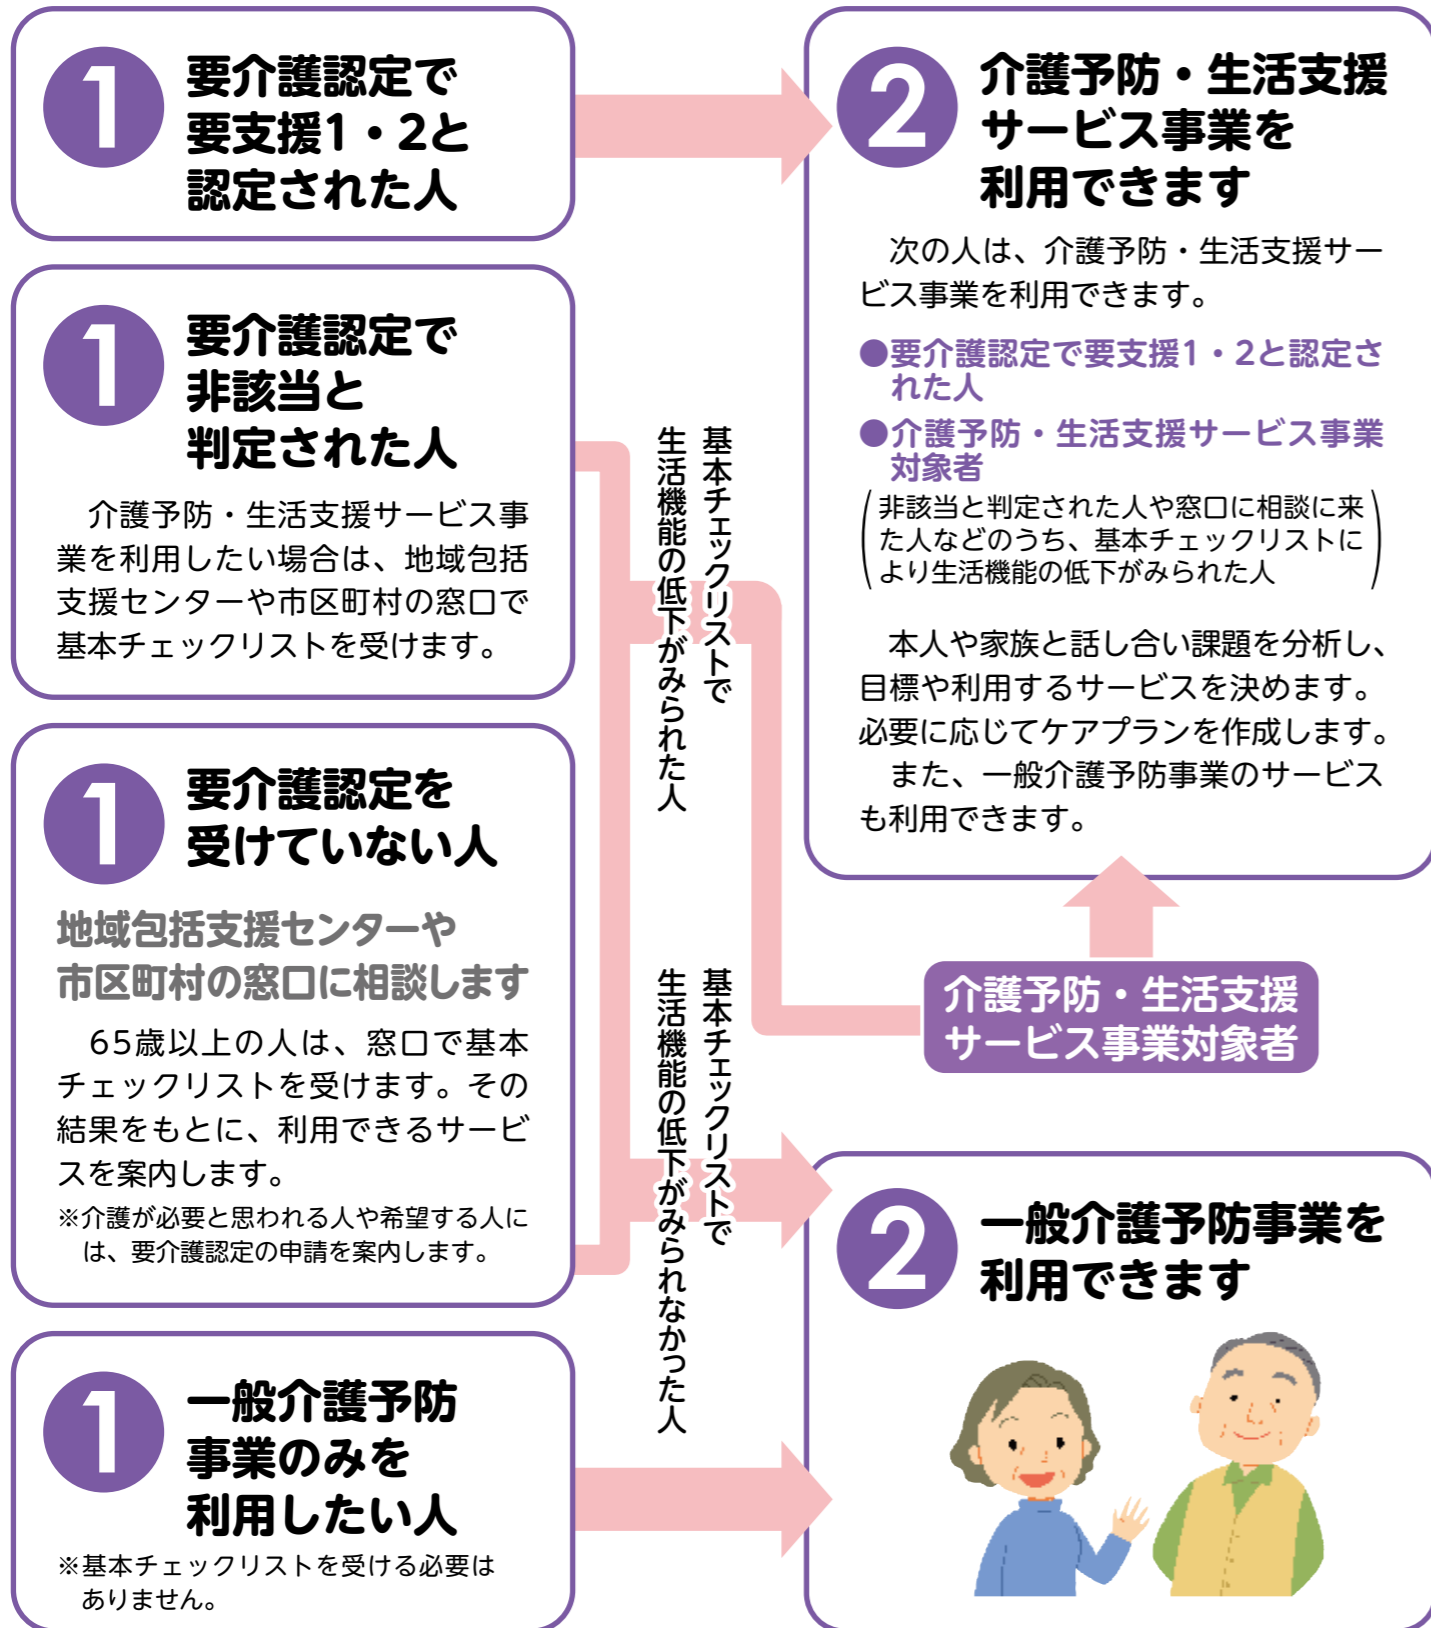 1
要介護認定で
要支援1・2と
認定された人
1
要介護認定で
非該当と
判定された人
介護予防・生活支援サービス事
業を利用したい場合は、地域包括
支援センターや市区町村の窓口で
基本チェックリストを受けます。
1
要介護認定を
受けていない人
地域包括支援センターや
市区町村の窓口に相談します
65歳以上の人は、窓口で基本
チェックリストを受けます。その
結果をもとに、利用できるサービ
スを案内します。
※介護が必要と思われる人や希望する人に
は、要介護認定の申請を案内します。
1
一般介護予防
事業のみを
利用したい人
※基本チェックリストを受ける必要は
ありません。
基本チェックリストで
生活機能の低下がみられた人
基本チェックリストで
生活機能の低下がみられなかった人
2
介護予防・生活支援
サービス事業を
利用できます
次の人は、介護予防・生活支援サー
ビス事業を利用できます。
●要介護認定で要支援1・2と認定さ
れた人
●介護予防・生活支援サービス事業
対象者
(非該当と判定された人や窓口に相談に来
た人などのうち、基本チェックリストに
より生活機能の低下がみられた人)
本人や家族と話し合い課題を分析し、
目標や利用するサービスを決めます。
必要に応じてケアプランを作成します。
また、一般介護予防事業のサービス
も利用できます。
介護予防・生活支援
サービス事業対象者
2
一般介護予防事業を
利用できます